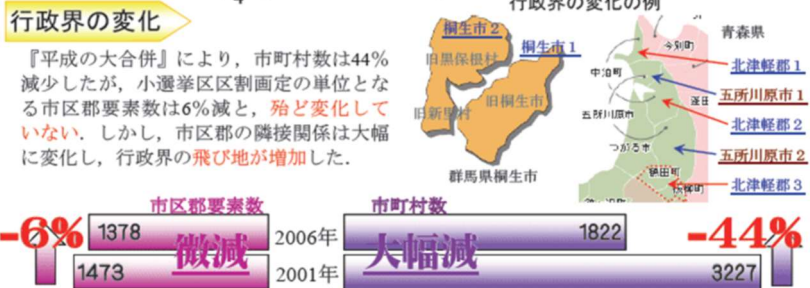 行政界の変化の例
行政界の変化
『平成の大合併』により，市町村数は44%
減少したが，小選挙区区割画定の単位とな
る市区郡要素数は6%減と，殆ど変化して
いない．しかし，市区郡の隣接関係は大幅
に変化し，行政界の飛び地が増加した．
桐生市２
桐生市１
旧黒保根村
旧桐生市
旧新里村
群馬県桐生市
青森県
今別町
北津軽郡１
中泊町
五所川原市１
蓬田
五所川原市
北津軽郡２
つがる市
五所川原市２
鶴田町
板柳町
北津軽郡３
市区郡要素数
市町村数
-6%
1378
微減
2006年
大幅減
1822
-44%
1473
2001年
3227